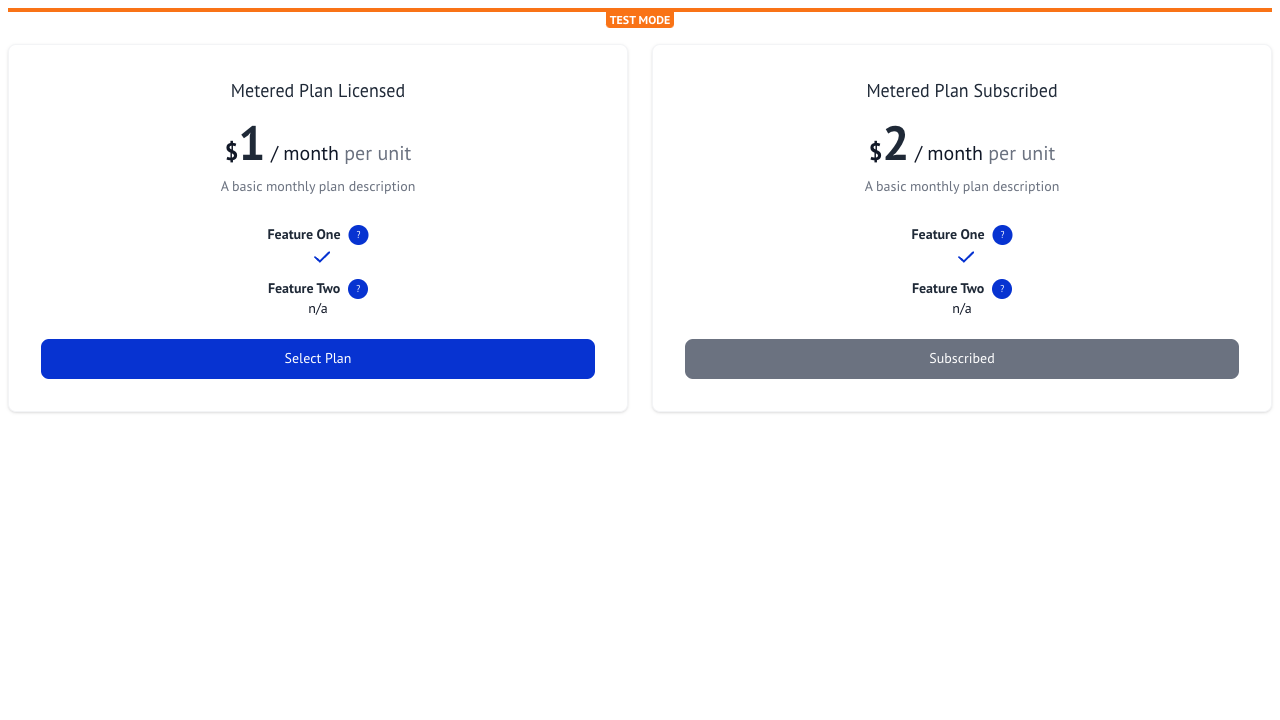 TEST MODE
Metered Plan Licensed
$1 / month per unit
A basic monthly plan description
Feature One ?
Feature Two ?
n/a
Select Plan
Metered Plan Subscribed
$2 / month per unit
A basic monthly plan description
Feature One ?
Feature Two ?
n/a
Subscribed